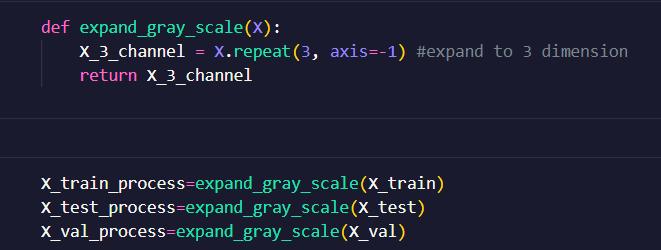 def expand_gray_scale(X):
    X_3_channel = X.repeat(3, axis=-1) #expand to 3 dimension
    return X_3_channel
X_train_process=expand_gray_scale(X_train)
X_test_process=expand_gray_scale(X_test)
X_val_process=expand_gray_scale(X_val)